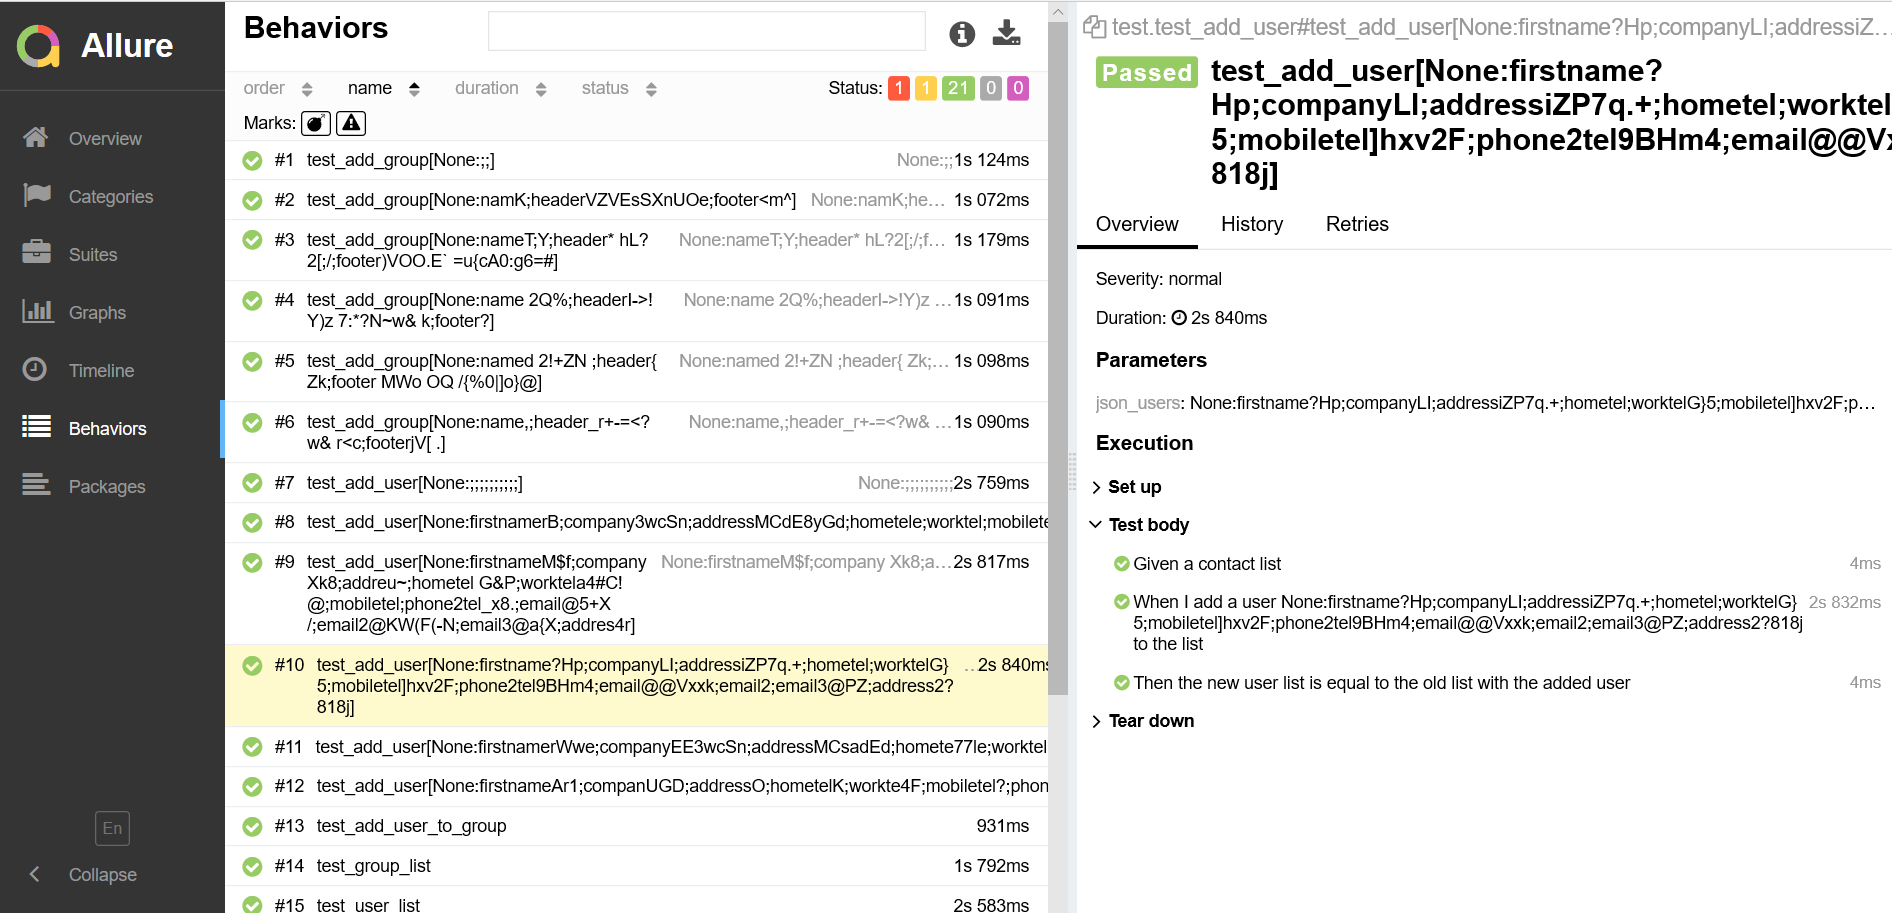 Allure
Overview
Categories
Suites
Graphs
Timeline
Behaviors
Packages
En
Collapse
Behaviors
order name duration status Status: 1 1 21 0 0
Marks:
#1 test_add_group[None:;;] None:;; 1s 124ms
#2 test_add_group[None:namK;headerVZVEsSXnUOe;footer<m^] None:namK;he… 1s 072ms
#3 test_add_group[None:nameT;Y;header* hL? None:nameT;Y;header* hL?2[;/;f… 1s 179ms
2[;/;footer)VOO.E` =u{cA0:g6=#]
#4 test_add_group[None:name 2Q%;headerI->! None:name 2Q%;headerI->!Y)z … 1s 091ms
Y)z 7:*?N~w& k;footer?]
#5 test_add_group[None:named 2!+ZN ;header{ None:named 2!+ZN ;header{ Zk;… 1s 098ms
Zk;footer MWo OQ /{%0|]o}@]
#6 test_add_group[None:name,;header_r+-=<? None:name,;header_r+-=<?w& … 1s 090ms
w& r<c;footerjV[ .]
#7 test_add_user[None:;;;;;;;;;;] None:;;;;;;;;;; 2s 759ms
#8 test_add_user[None:firstnamerB;company3wcSn;addressMCdE8yGd;hometele;worktel;mobilete
#9 test_add_user[None:firstnameM$f;company None:firstnameM$f;company Xk8;a… 2s 817ms
Xk8;addreu~;hometel G&P;worktela4#C!
@;mobiletel;phone2tel_x8.;email@5+X
/;email2@KW(F(-N;email3@a{X;addres4r]
#10 test_add_user[None:firstname?Hp;companyLI;addressiZP7q.+;hometel;worktelG} .. 2s 840ms
5;mobiletel]hxv2F;phone2tel9BHm4;email@@Vxxk;email2;email3@PZ;address2?
818j]
#11 test_add_user[None:firstnamerWwe;companyEE3wcSn;addressMCsadEd;homete77le;worktel
#12 test_add_user[None:firstnameAr1;companUGD;addressO;hometelK;workte4F;mobiletel?;phon
#13 test_add_user_to_group 931ms
#14 test_group_list 1s 792ms
#15 test_user_list 2s 583ms
test.test_add_user#test_add_user[None:firstname?Hp;companyLI;addressiZ…
Passed test_add_user[None:firstname?
Hp;companyLI;addressiZP7q.+;hometel;worktel
5;mobiletel]hxv2F;phone2tel9BHm4;email@@Vx
818j]
Overview History Retries
Severity: normal
Duration: 2s 840ms
Parameters
json_users: None:firstname?Hp;companyLI;addressiZP7q.+;hometel;worktelG}5;mobiletel]hxv2F;p…
Execution
Set up
Test body
Given a contact list 4ms
When I add a user None:firstname?Hp;companyLI;addressiZP7q.+;hometel;worktelG} 2s 832ms
5;mobiletel]hxv2F;phone2tel9BHm4;email@@Vxxk;email2;email3@PZ;address2?818j
to the list
Then the new user list is equal to the old list with the added user 4ms
Tear down